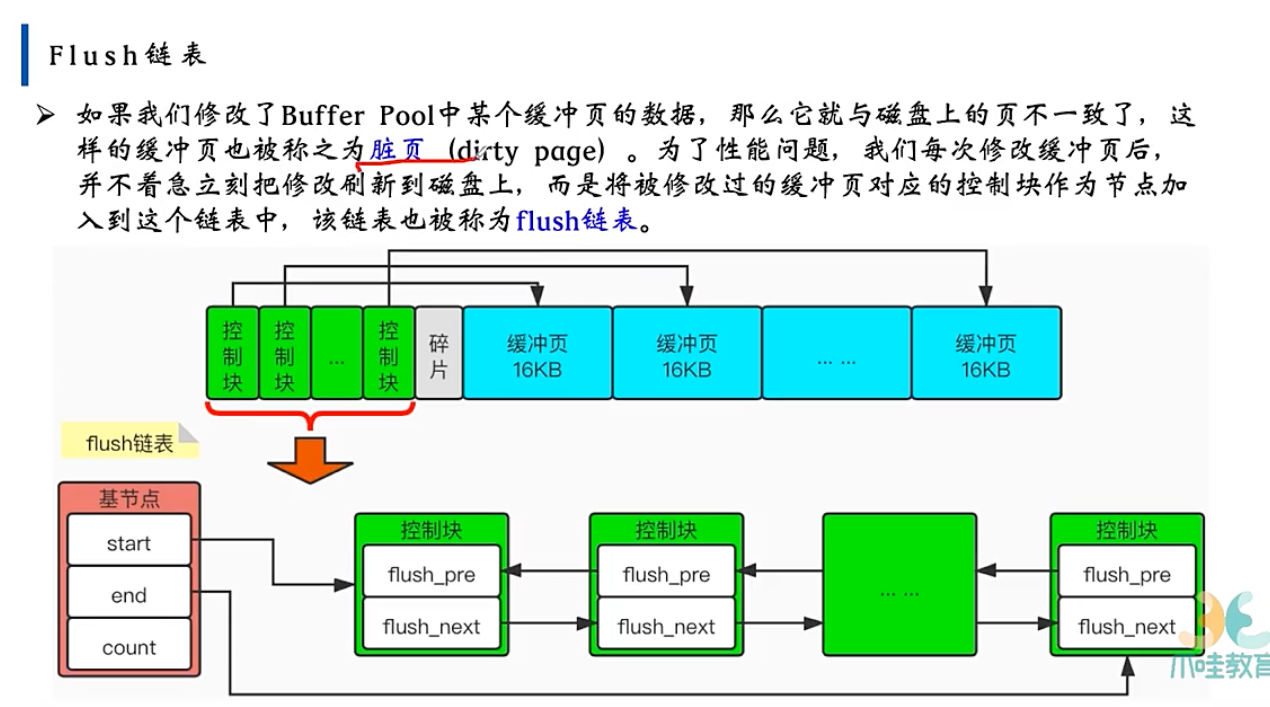 Flush链表
如果我们修改了Buffer Pool中某个缓冲页的数据，那么它就与磁盘上的页不一致了，这
样的缓冲页也被称之为脏页（dirty page）。为了性能问题，我们每次修改缓冲页后，
并不着急立刻把修改刷新到磁盘上，而是将被修改过的缓冲页对应的控制块作为节点加
入到这个链表中，该链表也被称为flush链表。
控制块
控制块
...
控制块
碎片
缓冲页
16KB
缓冲页
16KB
... ...
缓冲页
16KB
flush链表
基节点
start
end
count
控制块
flush_pre
flush_next
控制块
flush_pre
flush_next
... ...
控制块
flush_pre
flush_next
爪哇教育